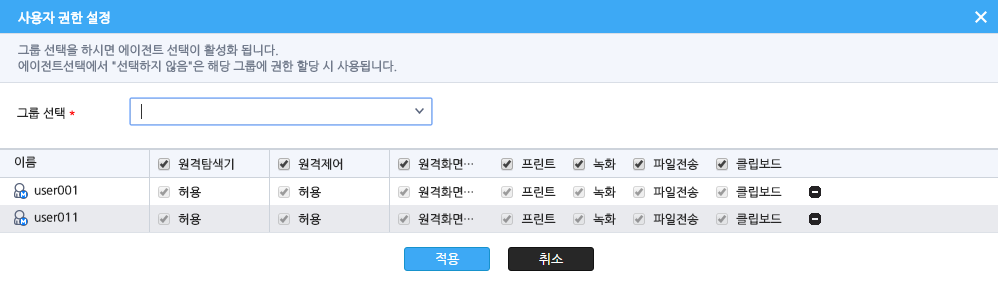 사용자 권한 설정
그룹 선택을 하시면 에이전트 선택이 활성화 됩니다.
에이전트선택에서 "선택하지 않음"은 해당 그룹에 권한 할당 시 사용됩니다.
그룹 선택 *
이름 원격탐색기 원격제어 원격화면… 프린트 녹화 파일전송 클립보드
user001 허용 허용 원격화면… 프린트 녹화 파일전송 클립보드
user011 허용 허용 원격화면… 프린트 녹화 파일전송 클립보드
적용 취소